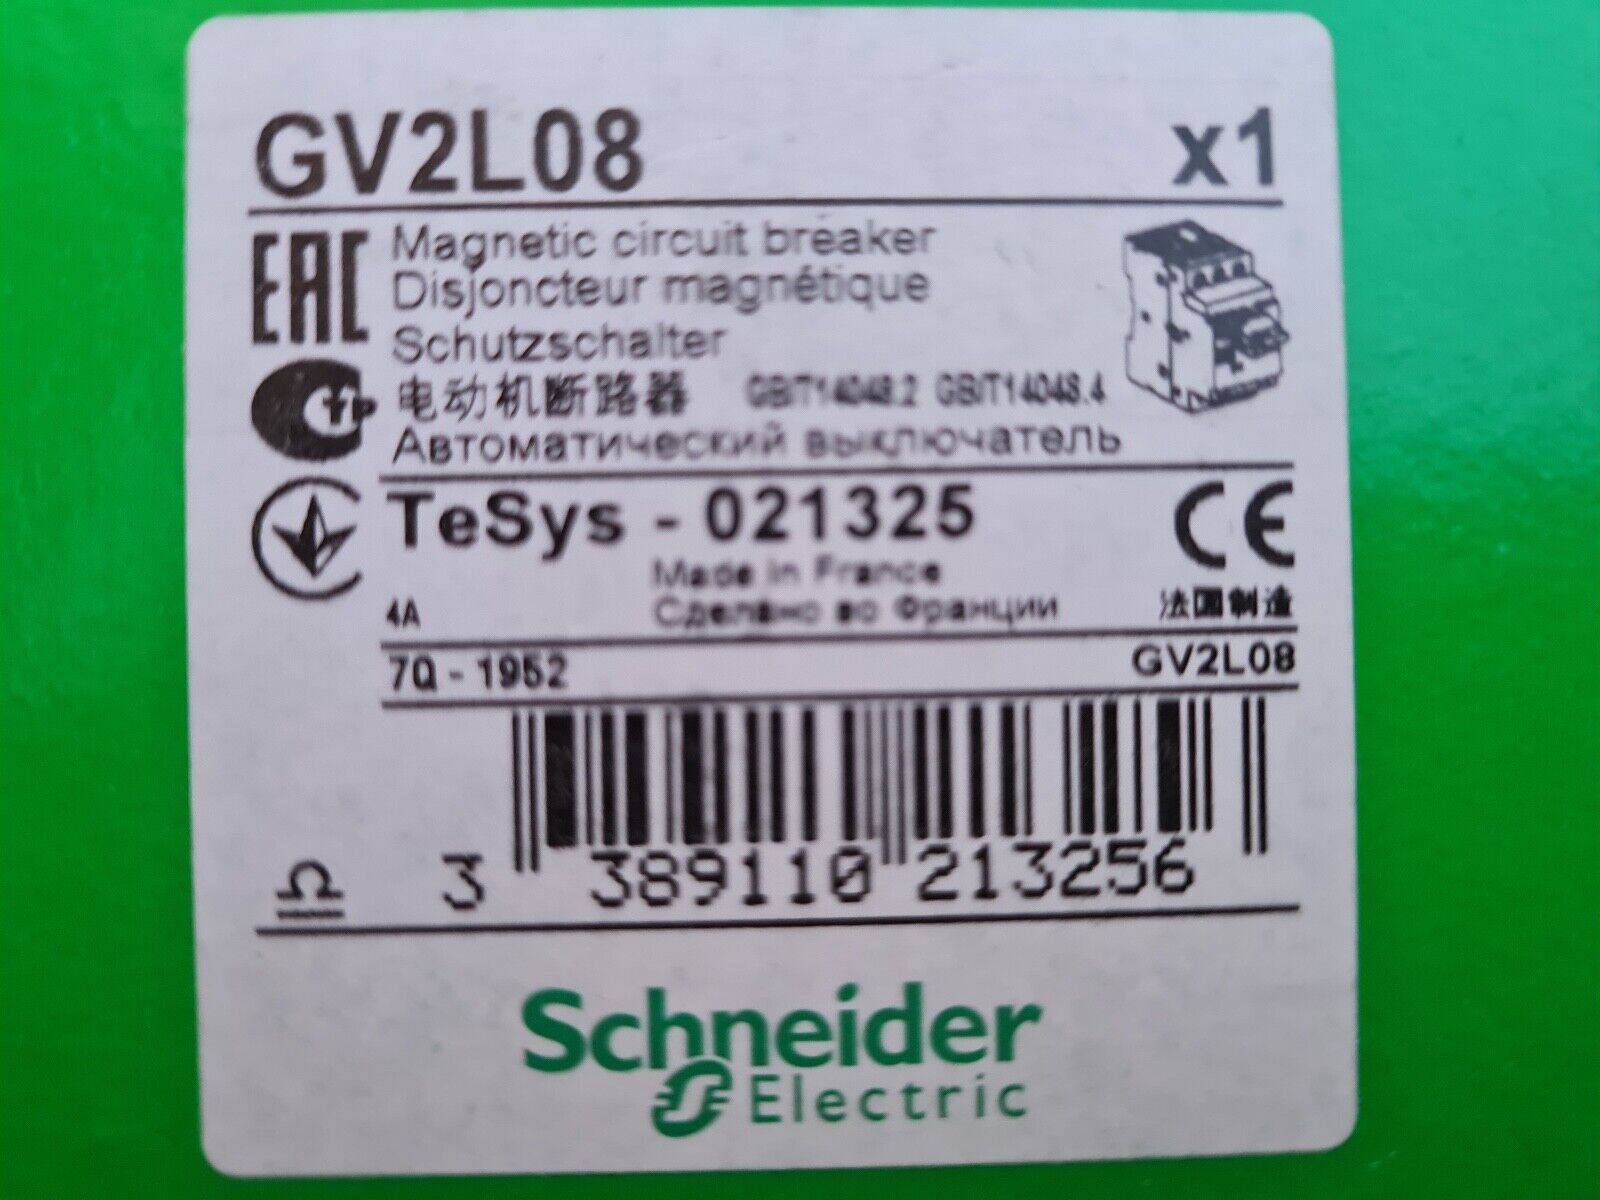 GV2L08 x1
EAC
Magnetic circuit breaker
Disjoncteur magnétique
Schutzschalter
电动机断路器 GB/T14048.2 GB/T14048.4
Автоматический выключатель
TeSys - 021325 CE
Made in France
4A Сделано во Франции 法国制造
7Q - 1952 GV2L08
3 389110 213256
Schneider
Electric